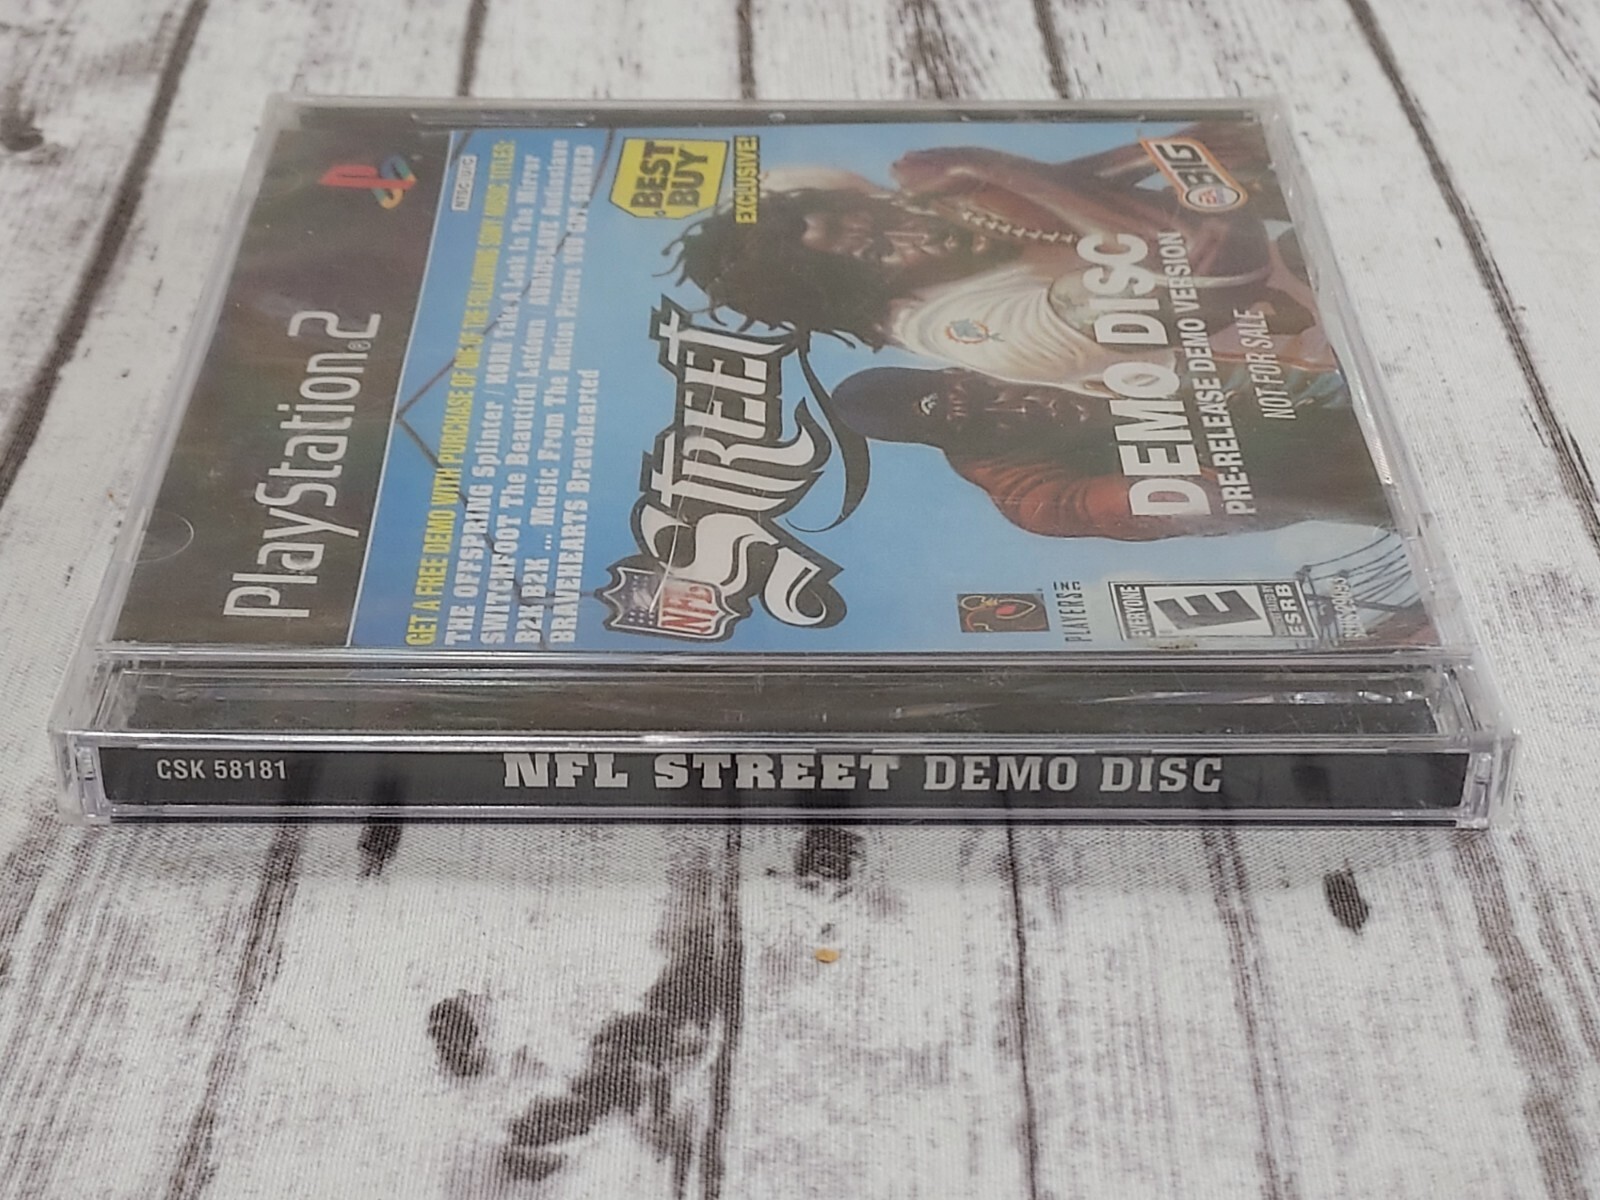 PlayStation®2
NTSC U/C
GET A FREE DEMO WITH PURCHASE OF ONE OF THE FOLLOWING SONY MUSIC TITLES:
THE OFFSPRING Splinter / KORN Take A Look In The Mirror
SWITCHFOOT The Beautiful Letdown / AUDIOSLAVE Audioslave
B2K B2K ... Music From The Motion Picture YOU GOT SERVED
BRAVEHEARTS Bravehearted
BEST
BUY
EXCLUSIVE!
NFL
STREET
EA
BIG
DEMO DISC
PRE-RELEASE DEMO VERSION
NOT FOR SALE
PLAYERS INC
EVERYONE
E
ESRB
CSK 58181
NFL STREET DEMO DISC